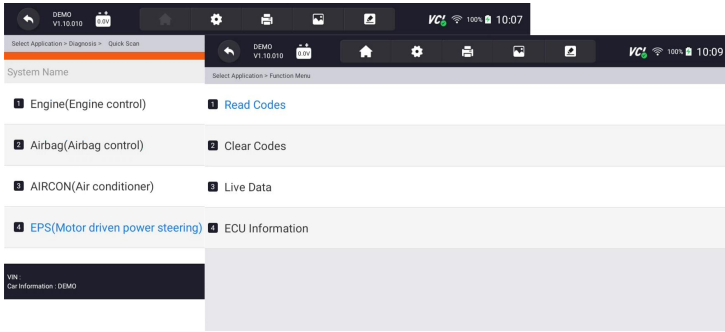 DEMO
V1.10.010
0.0V
VCI 100% 10:07
Select Application > Diagnosis > Quick Scan
System Name
1 Engine(Engine control)
2 Airbag(Airbag control)
3 AIRCON(Air conditioner)
4 EPS(Motor driven power steering)
VIN :
Car Information : DEMO
DEMO
V1.10.010
0.0V
VCI 100% 10:09
Select Application > Function Menu
1 Read Codes
2 Clear Codes
3 Live Data
4 ECU Information